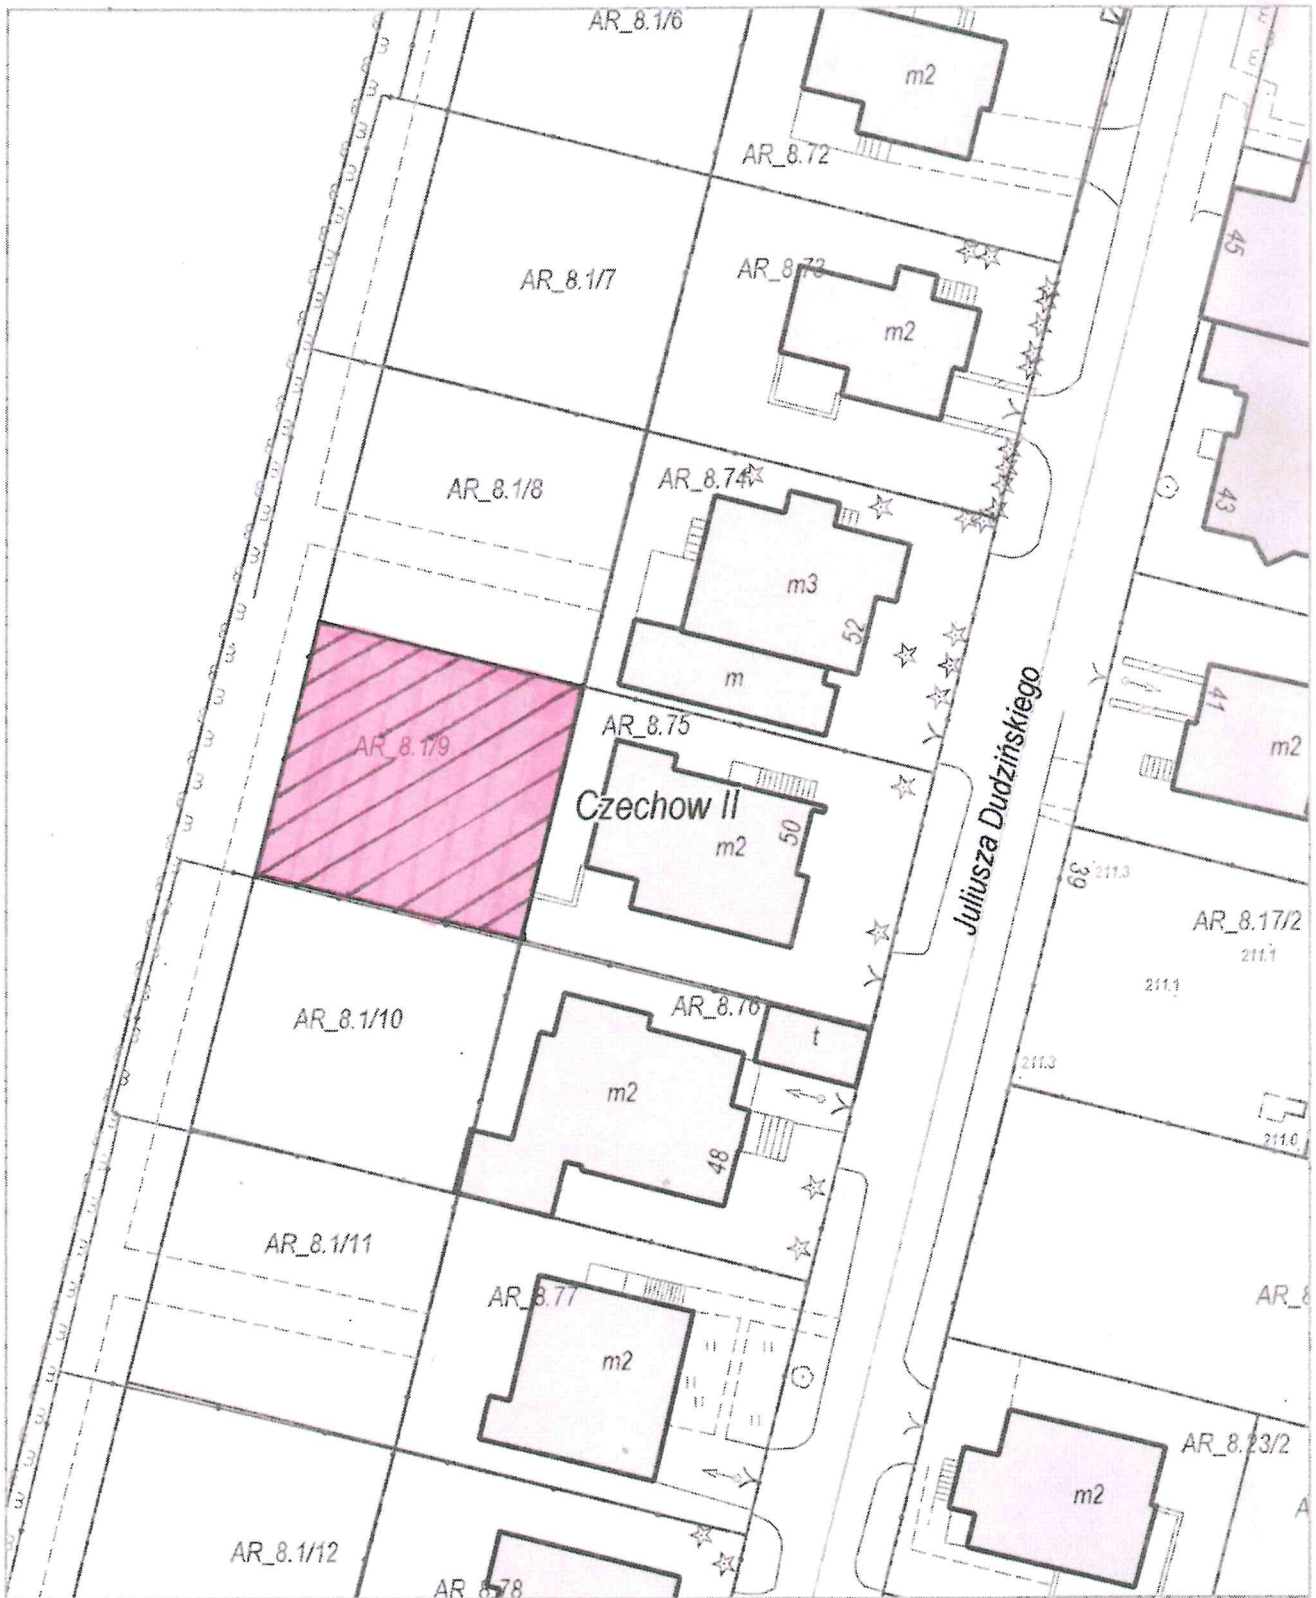 AR_8.1/6
m2
AR_8.72
45
AR_8.1/7
AR_8.73
m2
AR_8.1/8
AR_8.74
43
m3
52
m
41
m2
AR_8.1/9
AR_8.75
Czechow II
m2
50
Juliusza Dudzińskiego
39
211.3
AR_8.17/2
211.1
211.1
AR_8.1/10
AR_8.76
t
211.3
m2
48
211.0
AR_8.1/11
AR_8.77
m2
AR_8
AR_8.23/2
m2
A
AR_8.1/12
AR_8.78